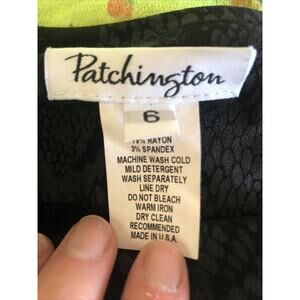 Patchington
6
RAYON
3% SPANDEX
MACHINE WASH COLD
MILD DETERGENT
WASH SEPARATELY
LINE DRY
DO NOT BLEACH
WARM IRON
DRY CLEAN
RECOMMENDED
MADE IN U.S.A.